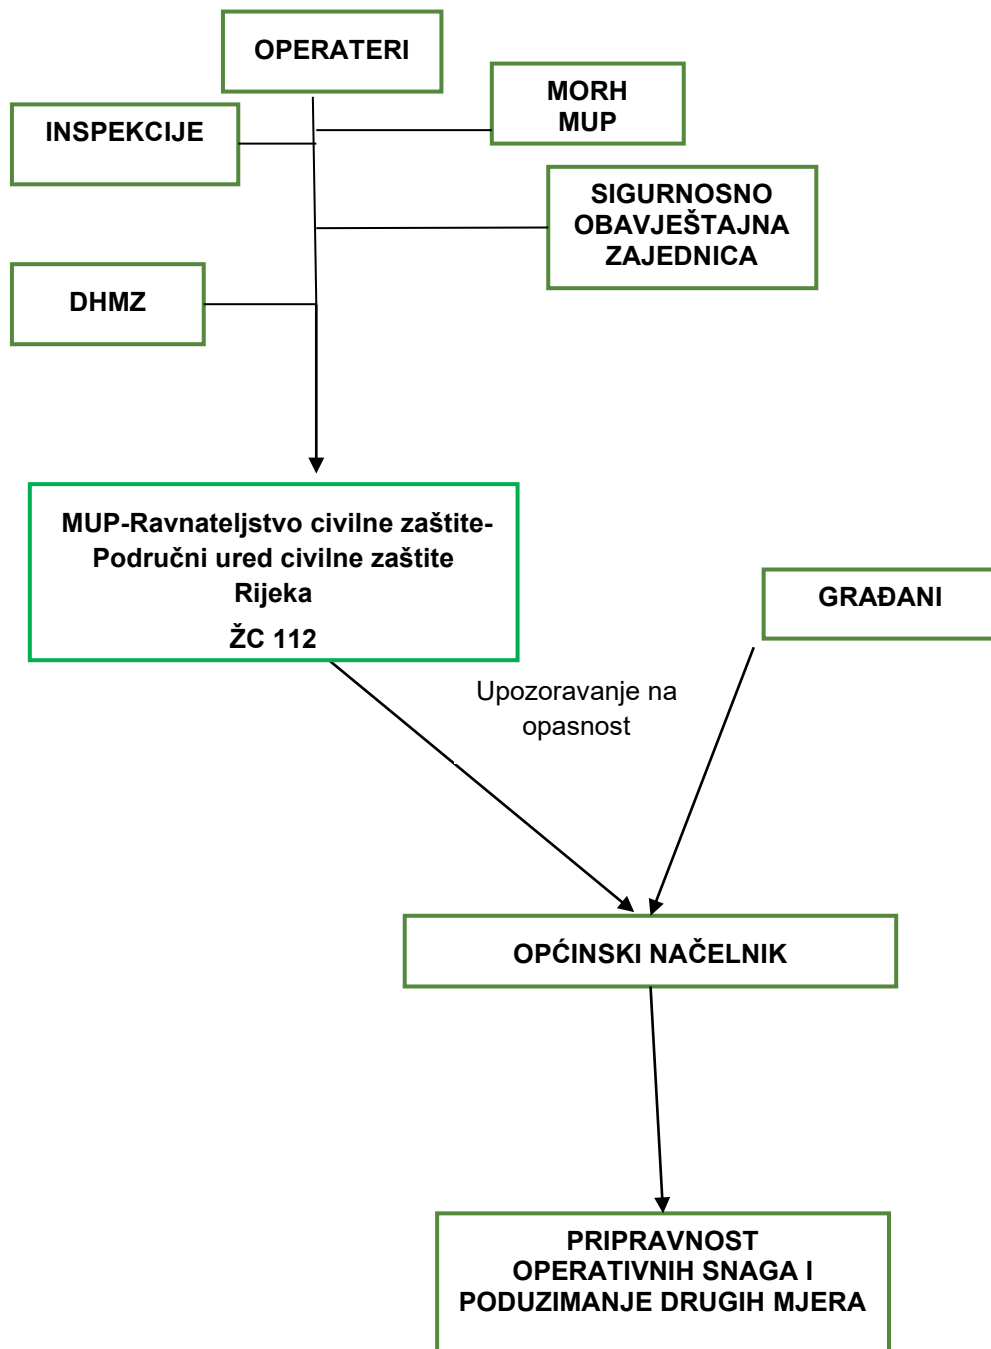 OPERATERI
MORH
MUP
INSPEKCIJE
SIGURNOSNO
OBAVJEŠTAJNA
ZAJEDNICA
DHMZ
MUP-Ravnateljstvo civilne zaštite-
Područni ured civilne zaštite
Rijeka
ŽC 112
GRAĐANI
Upozoravanje na
opasnost
OPĆINSKI NAČELNIK
PRIPRAVNOST
OPERATIVNIH SNAGA I
PODUZIMANJE DRUGIH MJERA